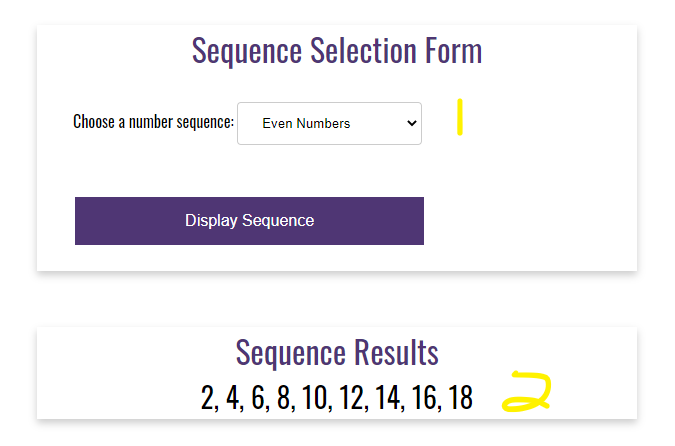 Sequence Selection Form
Choose a number sequence: Even Numbers 1
Display Sequence
Sequence Results
2, 4, 6, 8, 10, 12, 14, 16, 18 2